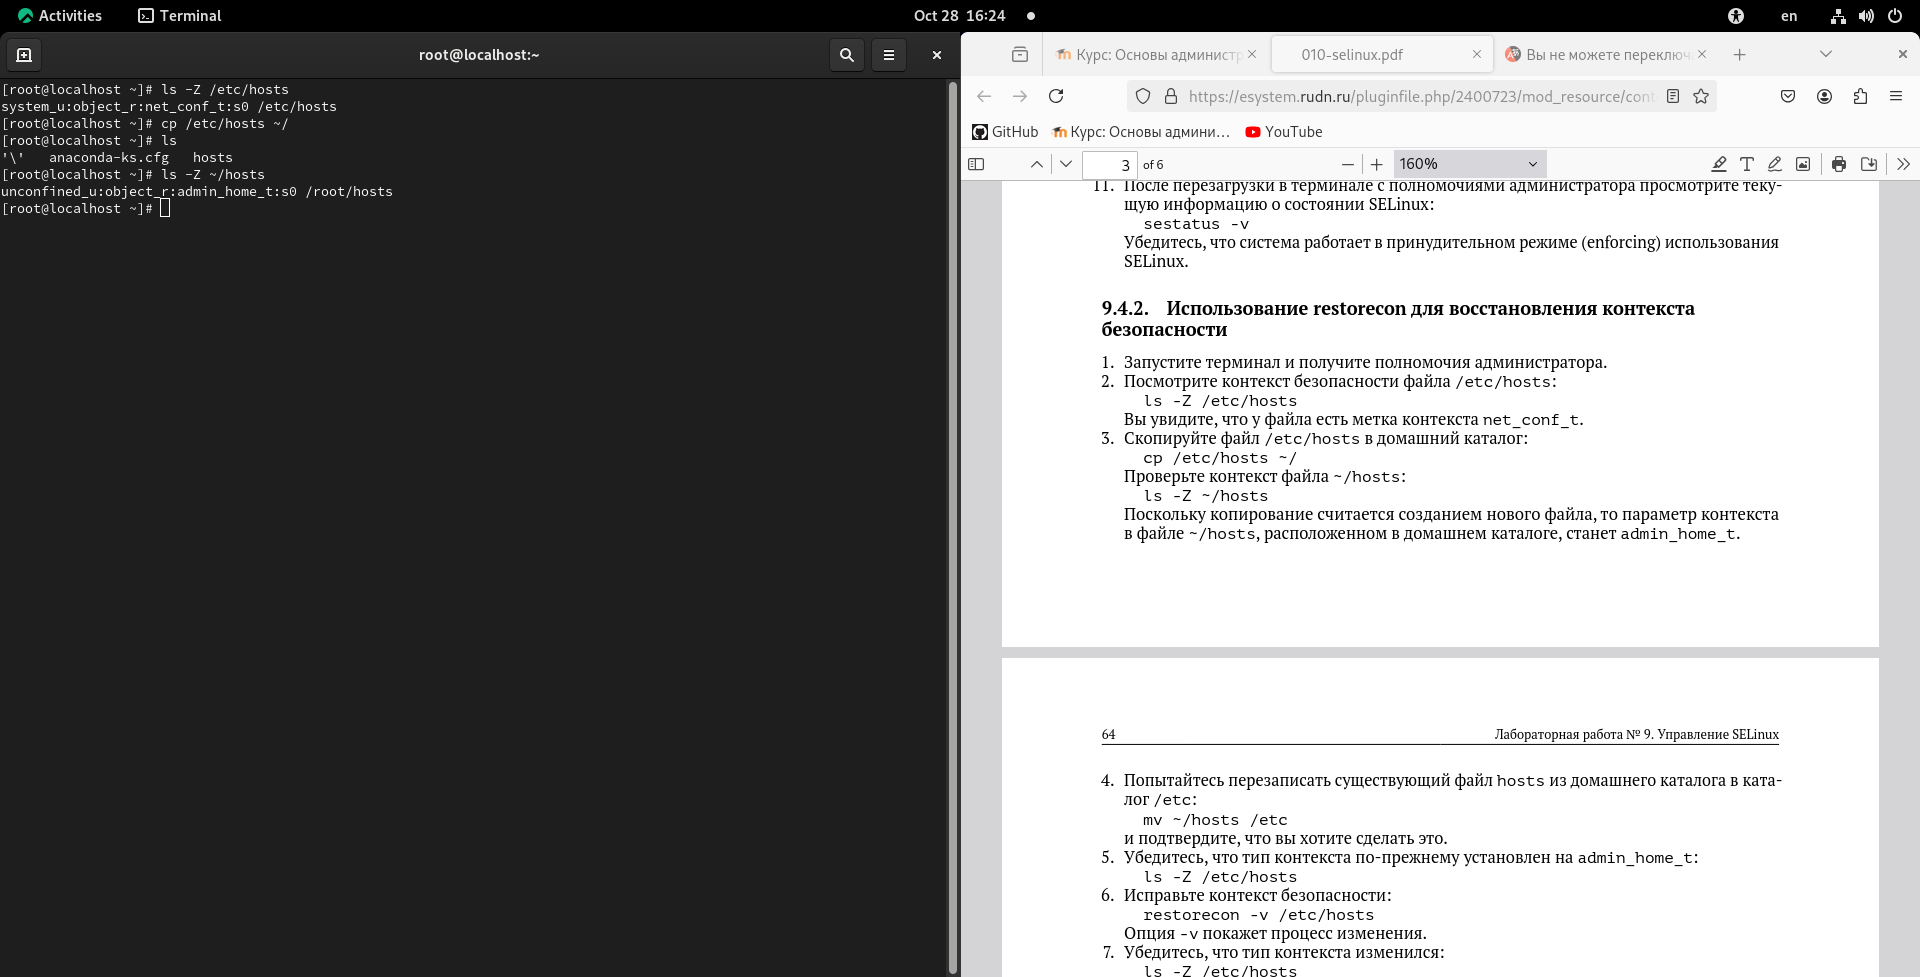 Activities
Terminal
Oct 28 16:24
en
root@localhost:~
[root@localhost ~]# ls -Z /etc/hosts
system_u:object_r:net_conf_t:s0 /etc/hosts
[root@localhost ~]# cp /etc/hosts ~/
[root@localhost ~]# ls
'\' anaconda-ks.cfg hosts
[root@localhost ~]# ls -Z ~/hosts
unconfined_u:object_r:admin_home_t:s0 /root/hosts
[root@localhost ~]#
Курс: Основы администр
010-selinux.pdf
Вы не можете переключ
https://esystem.rudn.ru/pluginfile.php/2400723/mod_resource/cont
GitHub
Курс: Основы админи…
YouTube
3 of 6
160%
11. После перезагрузки в терминале с полномочиями администратора просмотрите теку-
щую информацию о состоянии SELinux:
sestatus -v
Убедитесь, что система работает в принудительном режиме (enforcing) использования
SELinux.
9.4.2. Использование restorecon для восстановления контекста
безопасности
1. Запустите терминал и получите полномочия администратора.
2. Посмотрите контекст безопасности файла /etc/hosts:
ls -Z /etc/hosts
Вы увидите, что у файла есть метка контекста net_conf_t.
3. Скопируйте файл /etc/hosts в домашний каталог:
cp /etc/hosts ~/
Проверьте контекст файла ~/hosts:
ls -Z ~/hosts
Поскольку копирование считается созданием нового файла, то параметр контекста
в файле ~/hosts, расположенном в домашнем каталоге, станет admin_home_t.
64
Лабораторная работа № 9. Управление SELinux
4. Попытайтесь перезаписать существующий файл hosts из домашнего каталога в ката-
лог /etc:
mv ~/hosts /etc
и подтвердите, что вы хотите сделать это.
5. Убедитесь, что тип контекста по-прежнему установлен на admin_home_t:
ls -Z /etc/hosts
6. Исправьте контекст безопасности:
restorecon -v /etc/hosts
Опция -v покажет процесс изменения.
7. Убедитесь, что тип контекста изменился:
ls -Z /etc/hosts